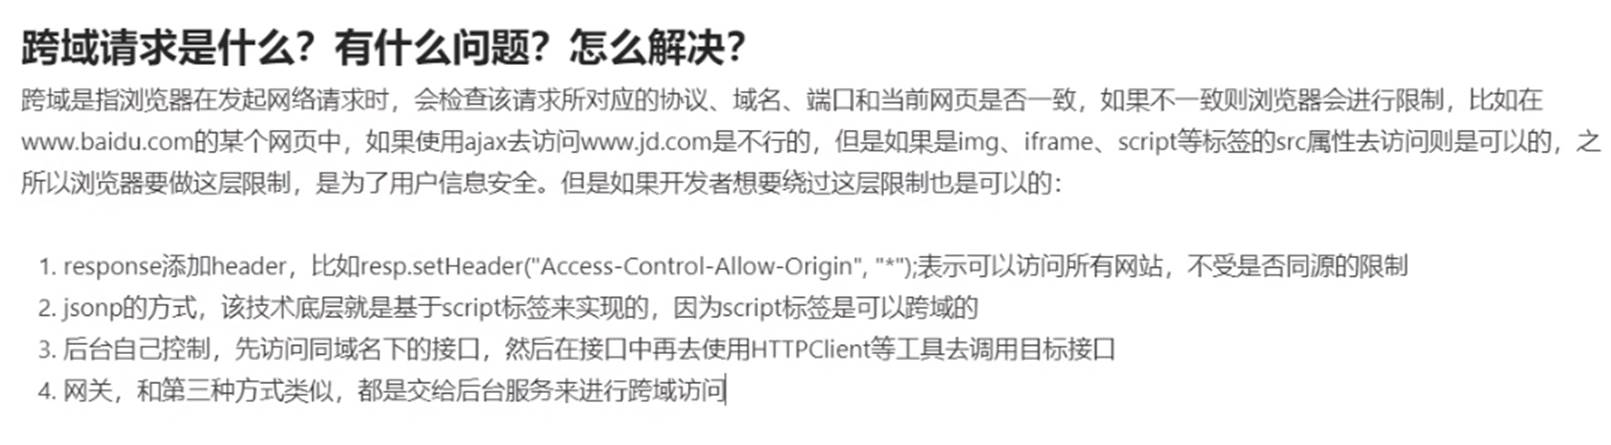 跨域请求是什么？有什么问题？怎么解决？
跨域是指浏览器在发起网络请求时，会检查该请求所对应的协议、域名、端口和当前网页是否一致，如果不一致则浏览器会进行限制，比如在
www.baidu.com的某个网页中，如果使用ajax去访问www.jd.com是不行的，但是如果是img、iframe、script等标签的src属性去访问则是可以的，之
所以浏览器要做这层限制，是为了用户信息安全。但是如果开发者想要绕过这层限制也是可以的：
1. response添加header，比如resp.setHeader("Access-Control-Allow-Origin", "*");表示可以访问所有网站，不受是否同源的限制
2. jsonp的方式，该技术底层就是基于script标签来实现的，因为script标签是可以跨域的
3. 后台自己控制，先访问同域名下的接口，然后在接口中再去使用HTTPClient等工具去调用目标接口
4. 网关，和第三种方式类似，都是交给后台服务来进行跨域访问